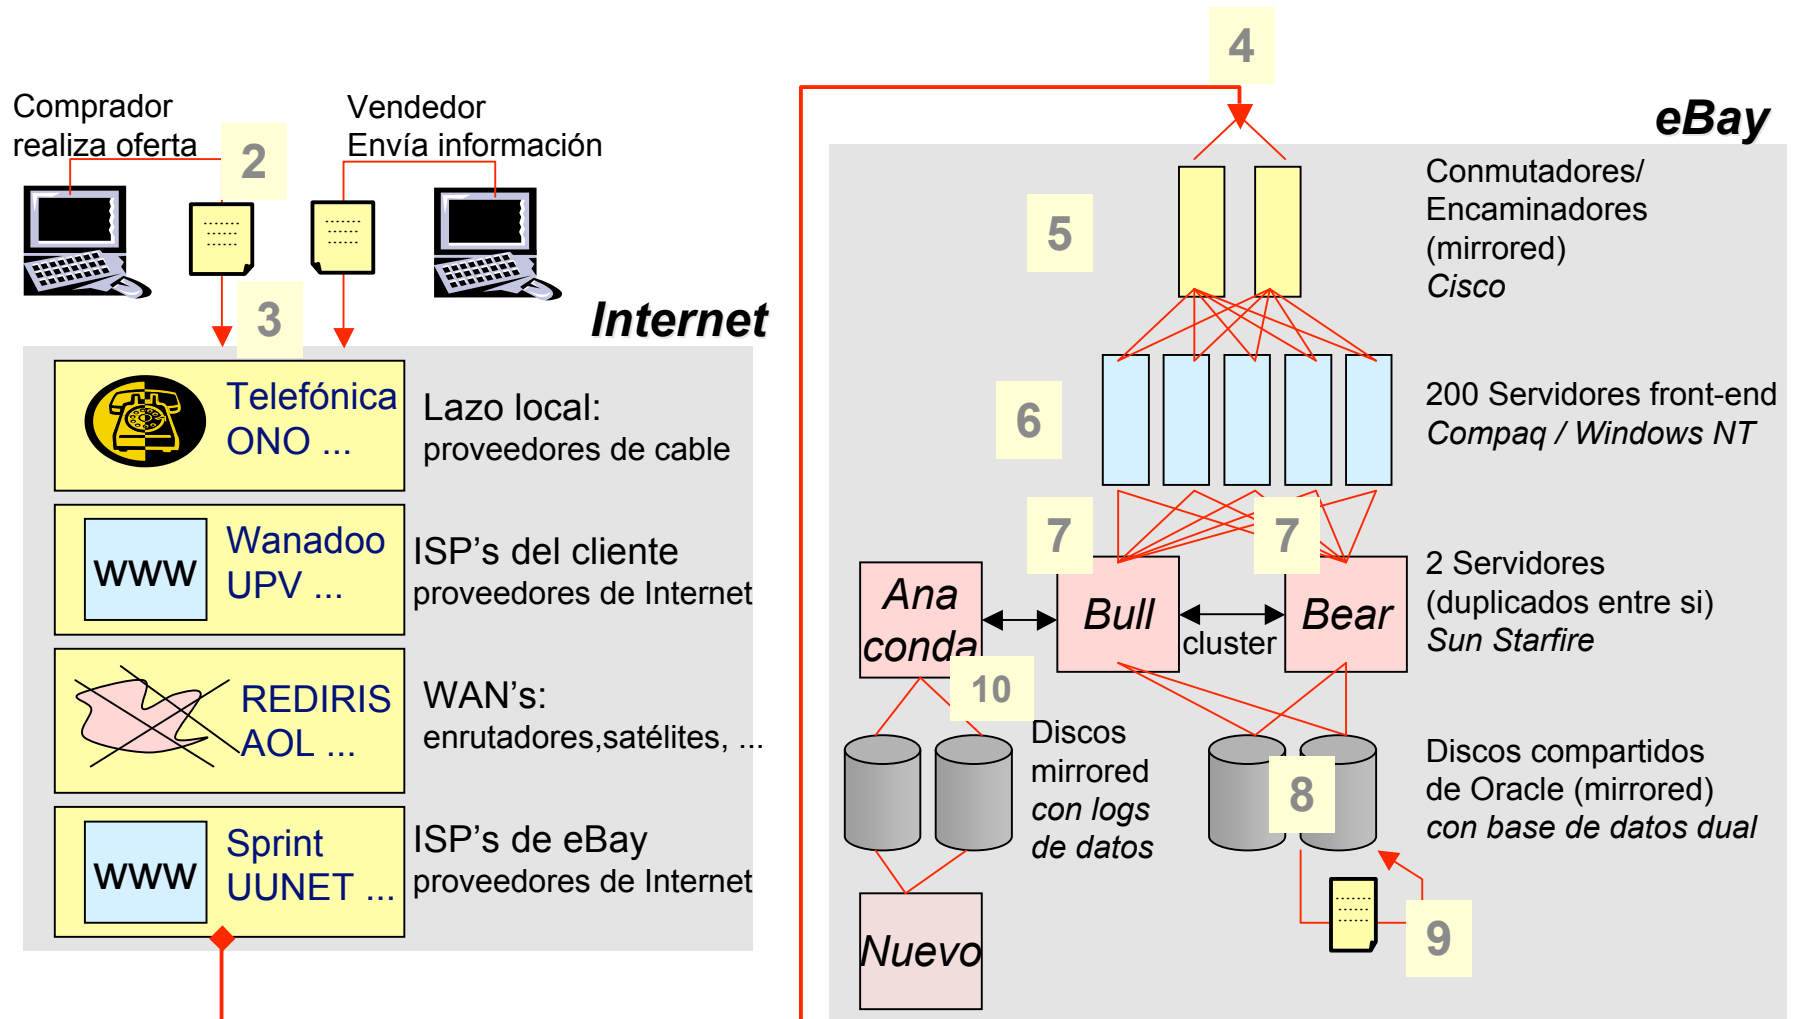 4
Comprador
realiza oferta
2
Vendedor
Envía información
3
Internet
Telefónica
ONO ...
Lazo local:
proveedores de cable
www
Wanadoo
UPV ...
ISP's del cliente
proveedores de Internet
REDIRIS
AOL ...
WAN's:
enrutadores,satélites, ...
www
Sprint
UUNET ...
ISP's de eBay
proveedores de Internet
eBay
5
Conmutadores/
Encaminadores
(mirrored)
Cisco
6
200 Servidores front-end
Compaq / Windows NT
7
7
Ana
conda
Bull
cluster
Bear
2 Servidores
(duplicados entre si)
Sun Starfire
10
Discos
mirrored
con logs
de datos
8
Discos compartidos
de Oracle (mirrored)
con base de datos dual
9
Nuevo